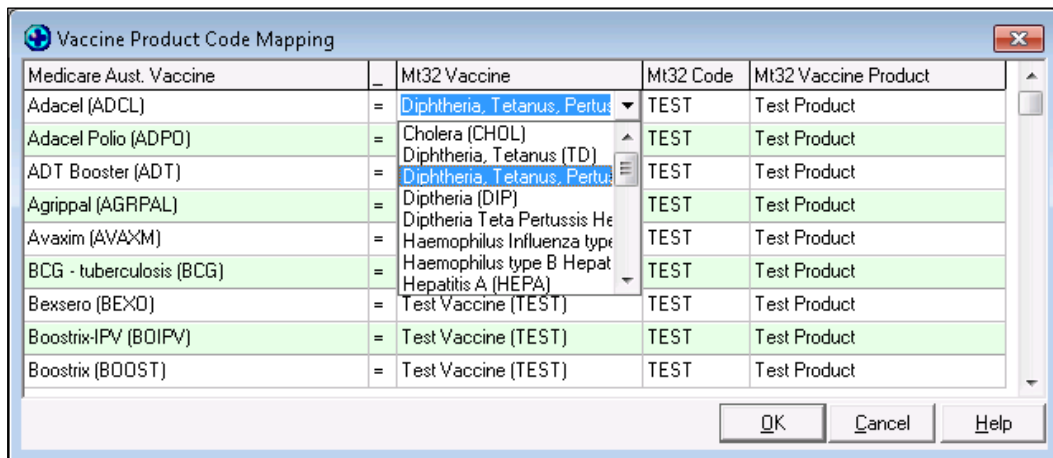 Vaccine Product Code Mapping
Medicare Aust. Vaccine _ Mt32 Vaccine Mt32 Code Mt32 Vaccine Product
Adacel (ADCL) = Diphtheria, Tetanus, Pertus TEST Test Product
Adacel Polio (ADPO) = Cholera (CHOL) TEST Test Product
Diphtheria, Tetanus (TD)
ADT Booster (ADT) = Diphtheria, Tetanus, Pertus TEST Test Product
Diptheria (DIP)
Agrippal (AGRPAL) = Diptheria Teta Pertussis He TEST Test Product
Avaxim (AVAXM) = Haemophilus Influenza type TEST Test Product
BCG - tuberculosis (BCG) = Haemophilus type B Hepat TEST Test Product
Hepatitis A (HEPA)
Bexsero (BEXO) = Test Vaccine (TEST) TEST Test Product
Boostrix-IPV (BOIPV) = Test Vaccine (TEST) TEST Test Product
Boostrix (BOOST) = Test Vaccine (TEST) TEST Test Product
OK Cancel Help